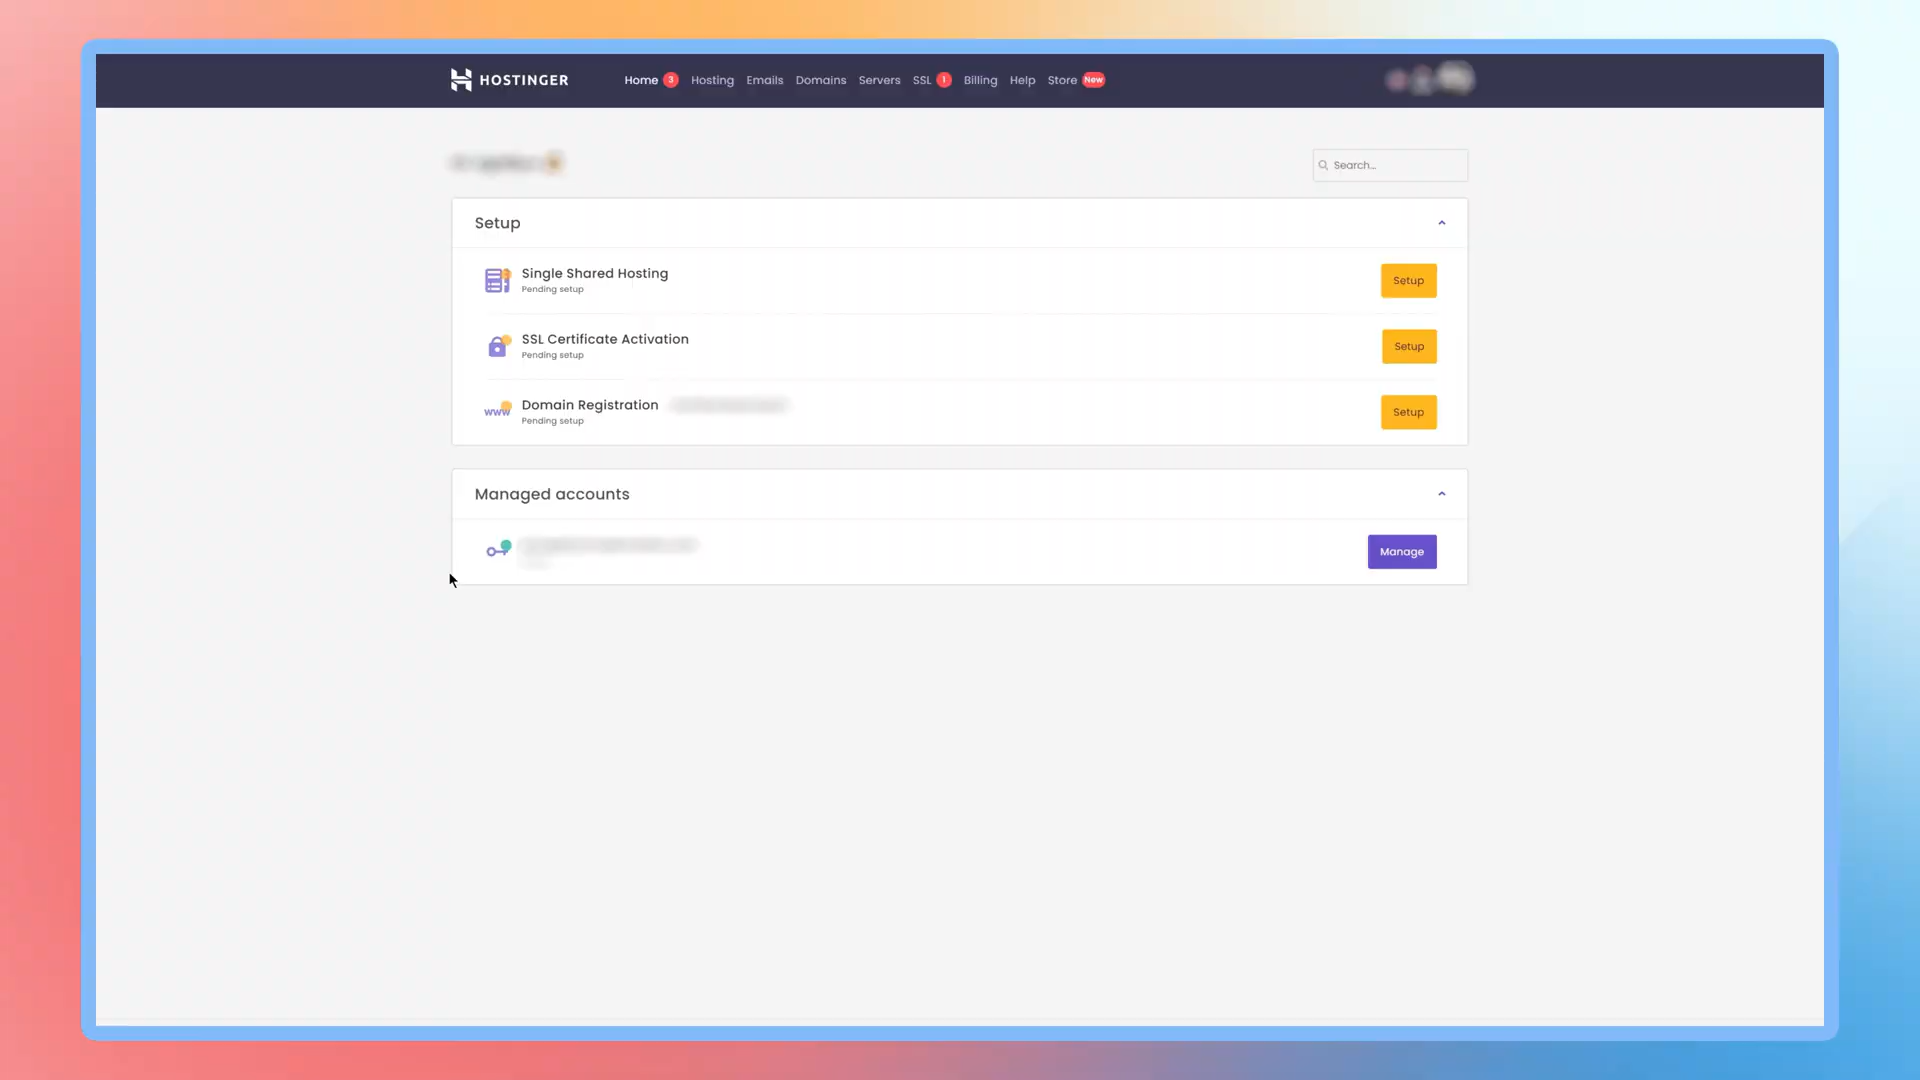 HOSTINGER Home 3 Hosting Emails Domains Servers SSL 1 Billing Help Store New
Search...
Setup
Single Shared Hosting
Pending setup
Setup
SSL Certificate Activation
Pending setup
Setup
www Domain Registration
Pending setup
Setup
Managed accounts
Manage